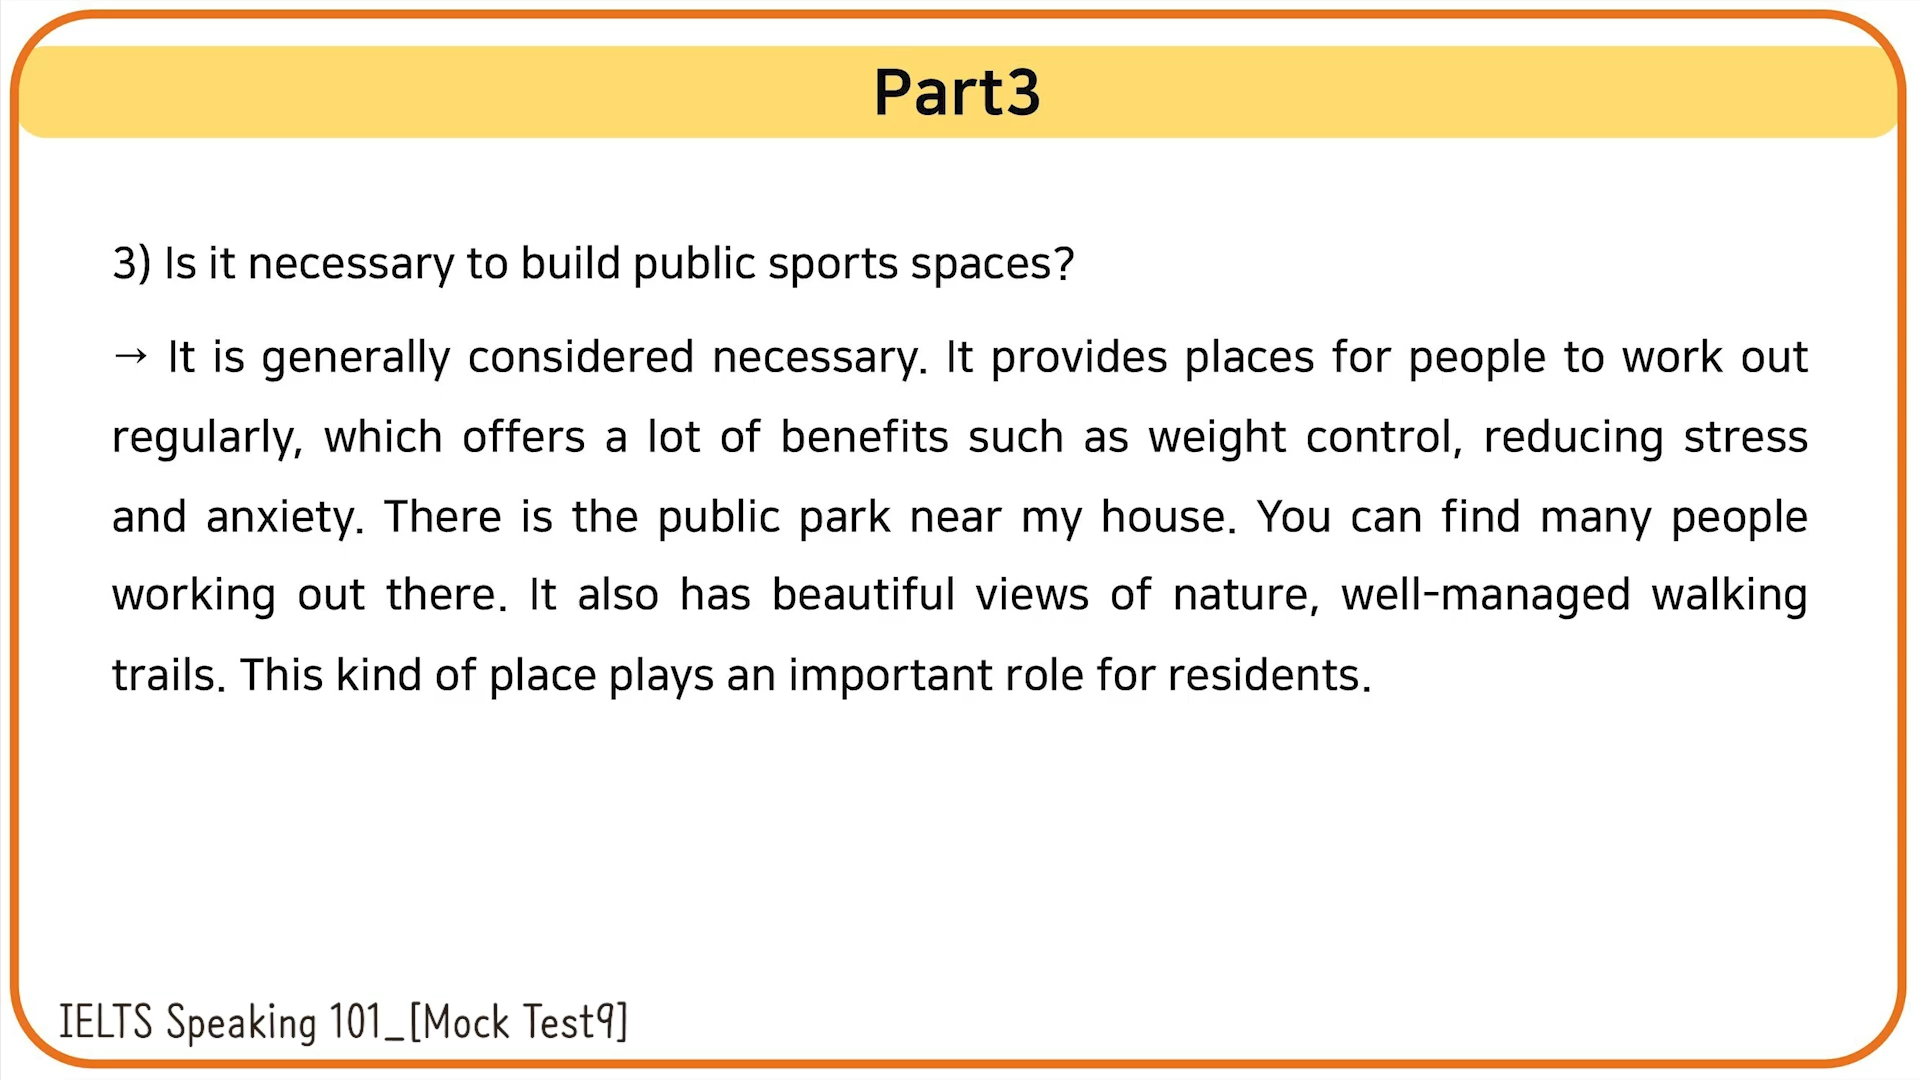 Part3
3) Is it necessary to build public sports spaces?
→ It is generally considered necessary. It provides places for people to work out
regularly, which offers a lot of benefits such as weight control, reducing stress
and anxiety. There is the public park near my house. You can find many people
working out there. It also has beautiful views of nature, well-managed walking
trails. This kind of place plays an important role for residents.
IELTS Speaking 101_[Mock Test9]